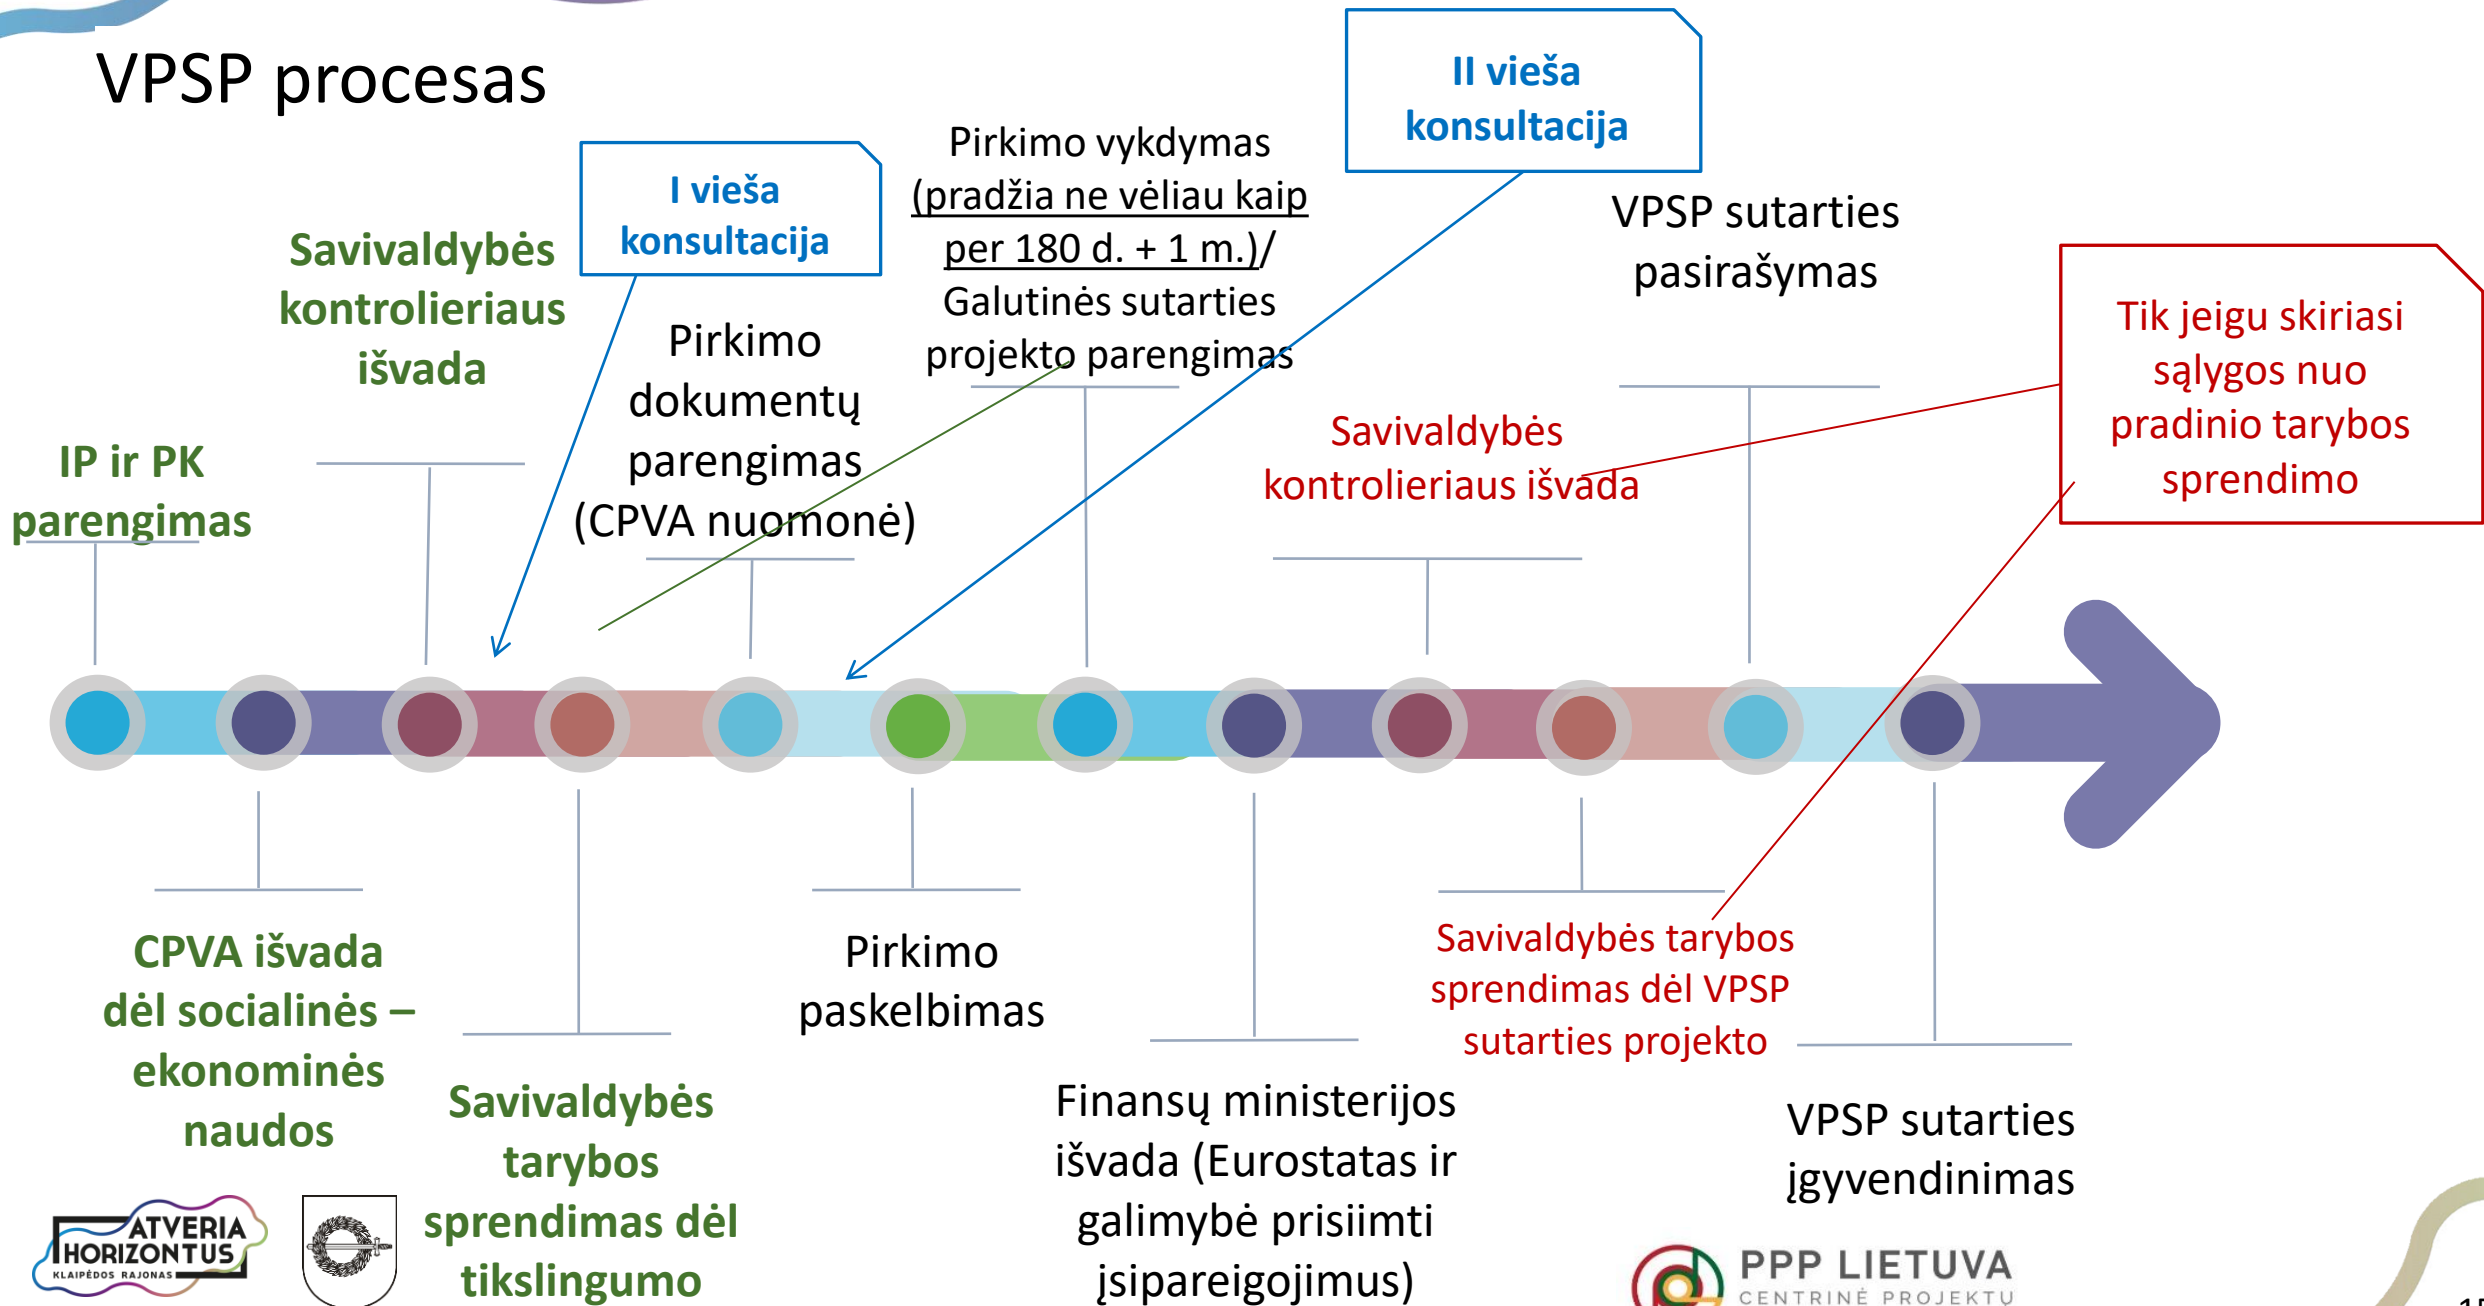 VPSP procesas
II vieša
konsultacija
I vieša
konsultacija
Pirkimo vykdymas
(pradžia ne vėliau kaip
per 180 d. + 1 m.)/
Galutinės sutarties
projekto parengimas
VPSP sutarties
pasirašymas
Savivaldybės
kontrolieriaus
išvada
Tik jeigu skiriasi
sąlygos nuo
pradinio tarybos
sprendimo
Pirkimo
dokumentų
parengimas
(CPVA nuomonė)
Savivaldybės
kontrolieriaus išvada
IP ir PK
parengimas
CPVA išvada
dėl socialinės –
ekonominės
naudos
Savivaldybės
tarybos
sprendimas dėl
tikslingumo
Pirkimo
paskelbimas
Finansų ministerijos
išvada (Eurostatas ir
galimybė prisiimti
įsipareigojimus)
Savivaldybės tarybos
sprendimas dėl VPSP
sutarties projekto
VPSP sutarties
įgyvendinimas
ATVERIA
HORIZONTUS
KLAIPĖDOS RAJONAS
PPP LIETUVA
CENTRINĖ PROJEKTŲ